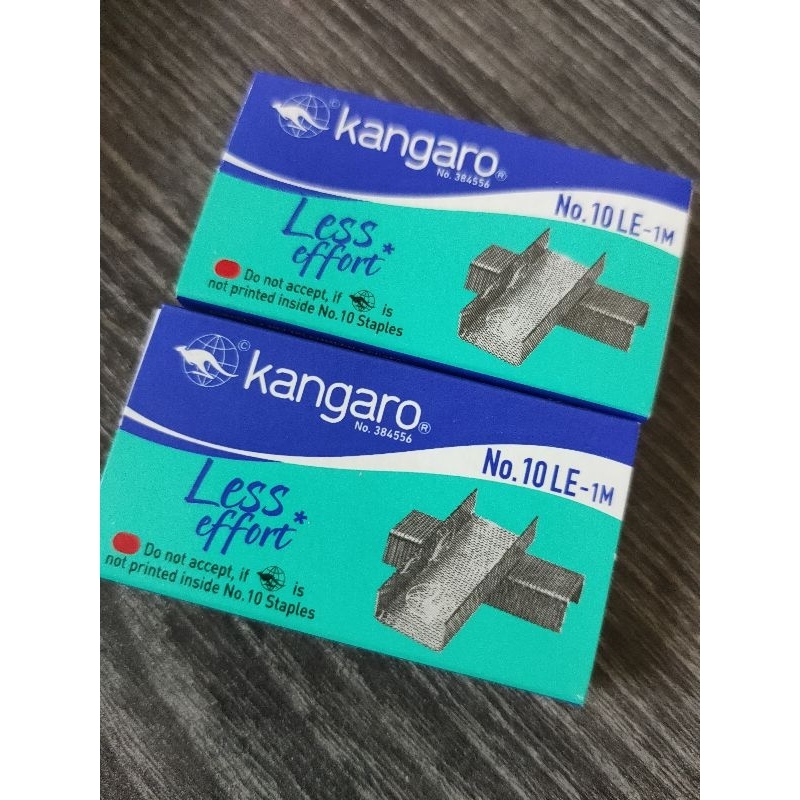 © kangaro®
No. 384556
No.10 LE-1M
Less
effort*
Do not accept, if is
not printed inside No.10 Staples
© kangaro®
No. 384556
No.10 LE-1M
Less
effort*
Do not accept, if is
not printed inside No.10 Staples